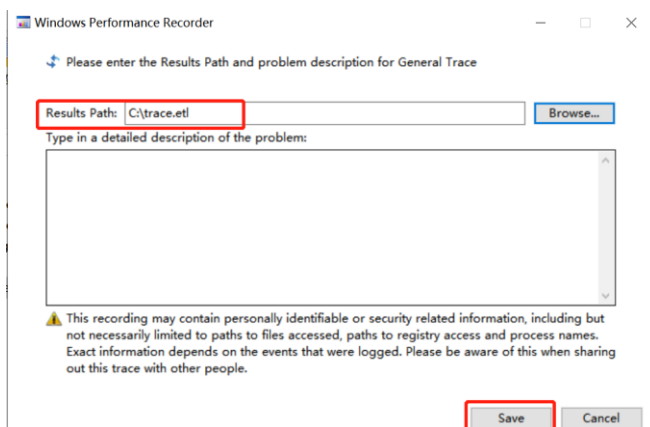 Windows Performance Recorder
Please enter the Results Path and problem description for General Trace
Results Path: C:\trace.etl Browse...
Type in a detailed description of the problem:
This recording may contain personally identifiable or security related information, including but
not necessarily limited to paths to files accessed, paths to registry access and process names.
Exact information depends on the events that were logged. Please be aware of this when sharing
out this trace with other people.
Save Cancel